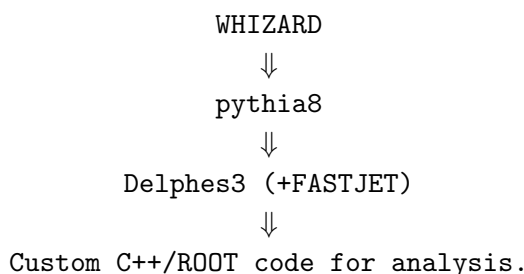 WHIZARD
⇓
pythia8
⇓
Delphes3 (+FASTJET)
⇓
Custom C++/ROOT code for analysis.